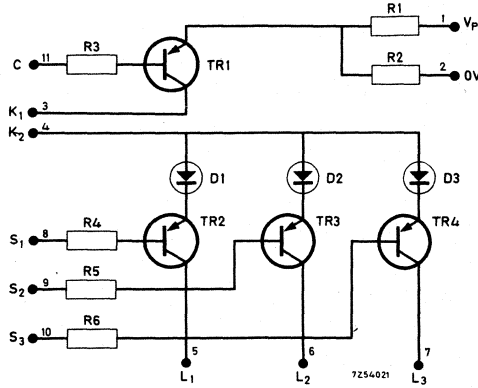 R1
1 Vp
C 11 R3
TR1
R2
2 0V
K1 3
K2 4
D1 D2 D3
TR2 TR3 TR4
S1 8 R4
S2 9 R5
S3 10 R6
5 6 7
L1 L2 7Z54021 L3